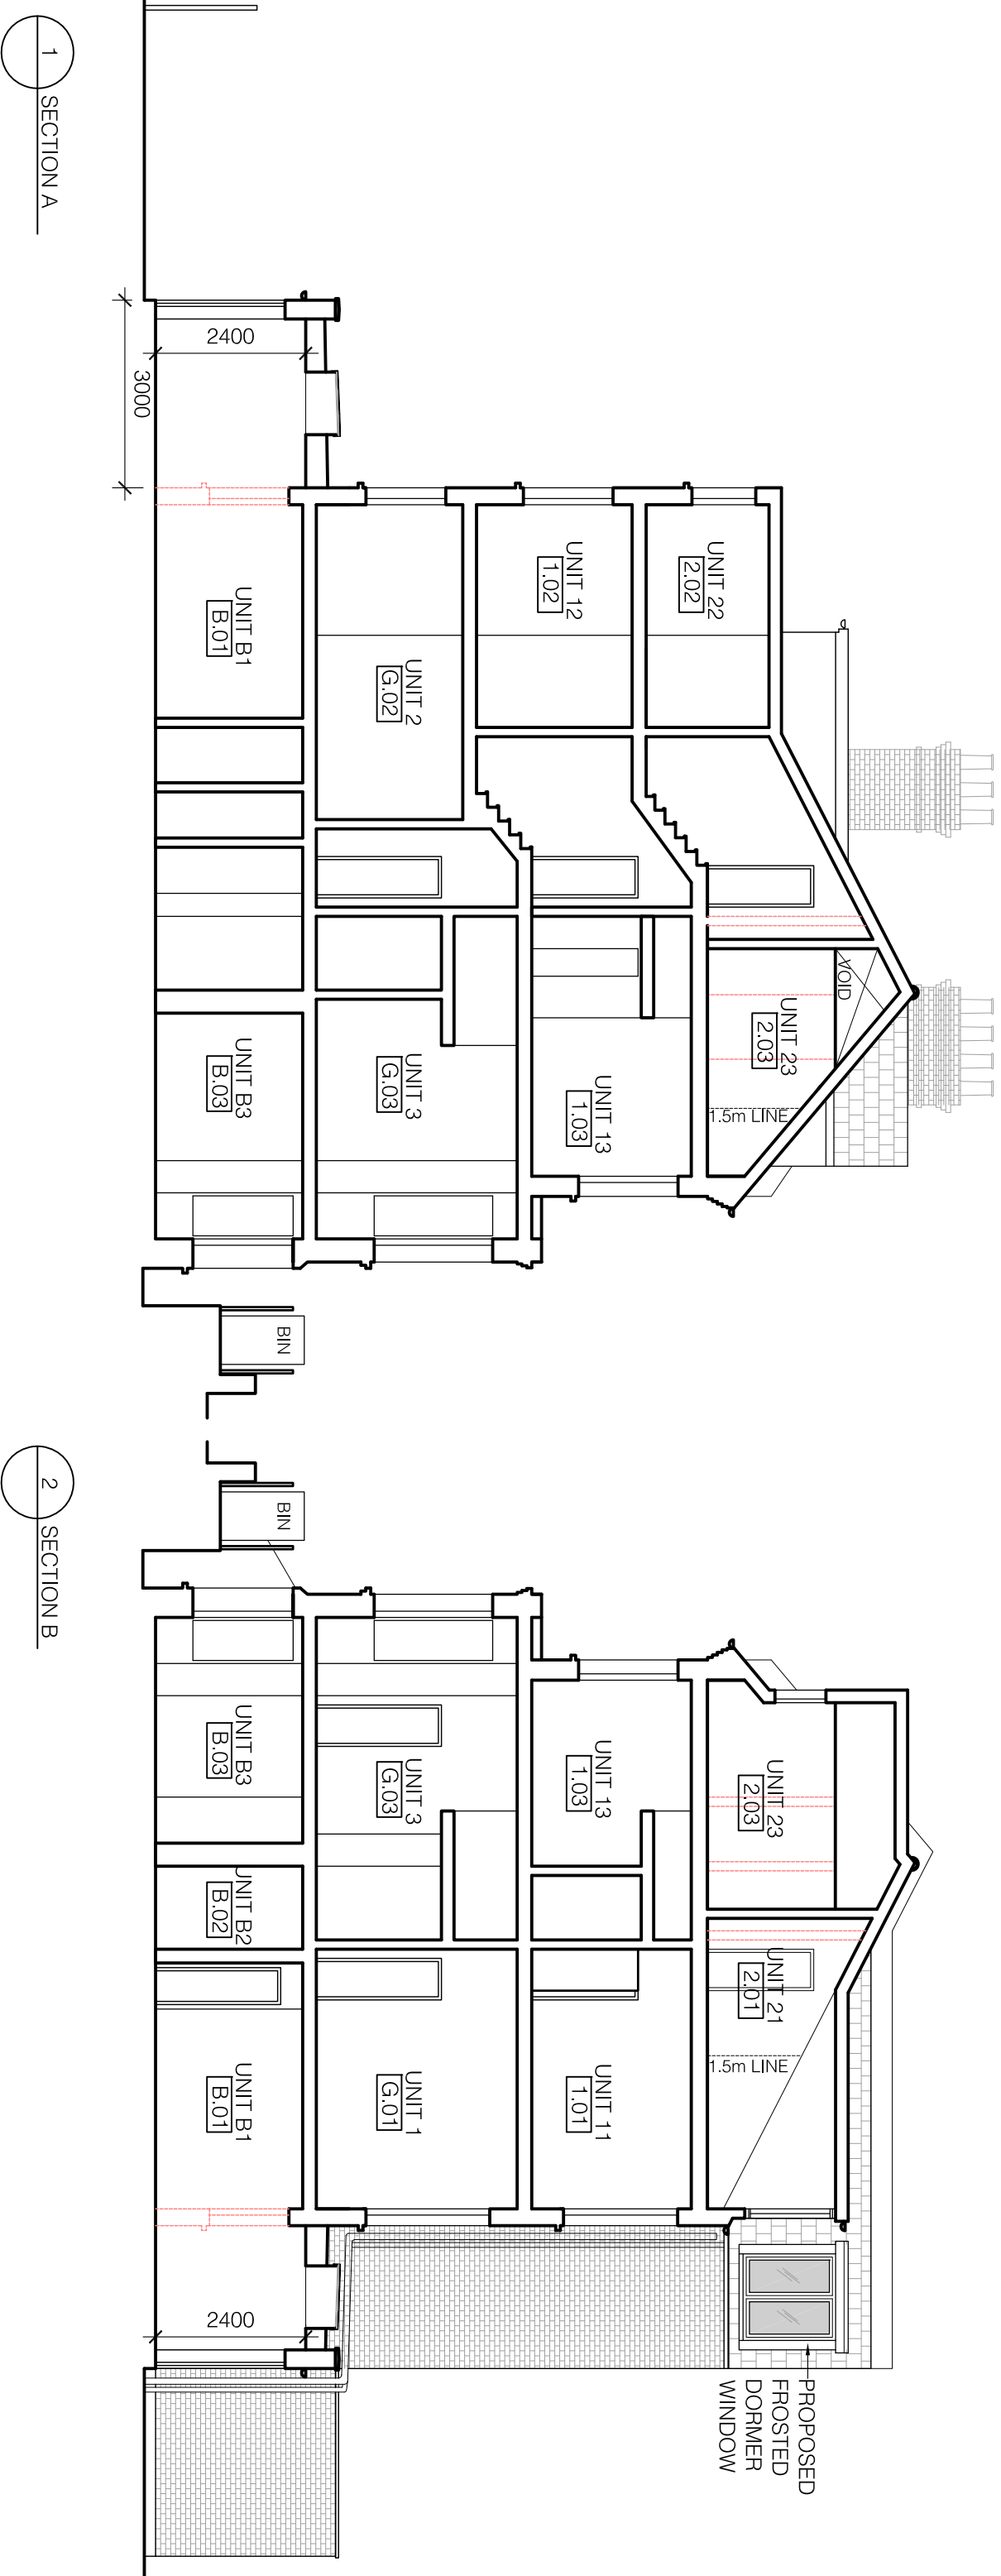 VOID
UNIT 22
2.02
UNIT 23
2.03
1.5m LINE
UNIT 12
1.02
UNIT 13
1.03
UNIT 2
G.02
UNIT 3
G.03
2400
UNIT B1
B.01
UNIT B3
B.03
BIN
3000
1
SECTION A
UNIT 23
2.03
UNIT 21
2.01
1.5m LINE
PROPOSED
FROSTED
DORMER
WINDOW
UNIT 13
1.03
UNIT 11
1.01
UNIT 3
G.03
UNIT 1
G.01
BIN
UNIT B3
B.03
UNIT B2
B.02
UNIT B1
B.01
2400
2
SECTION B